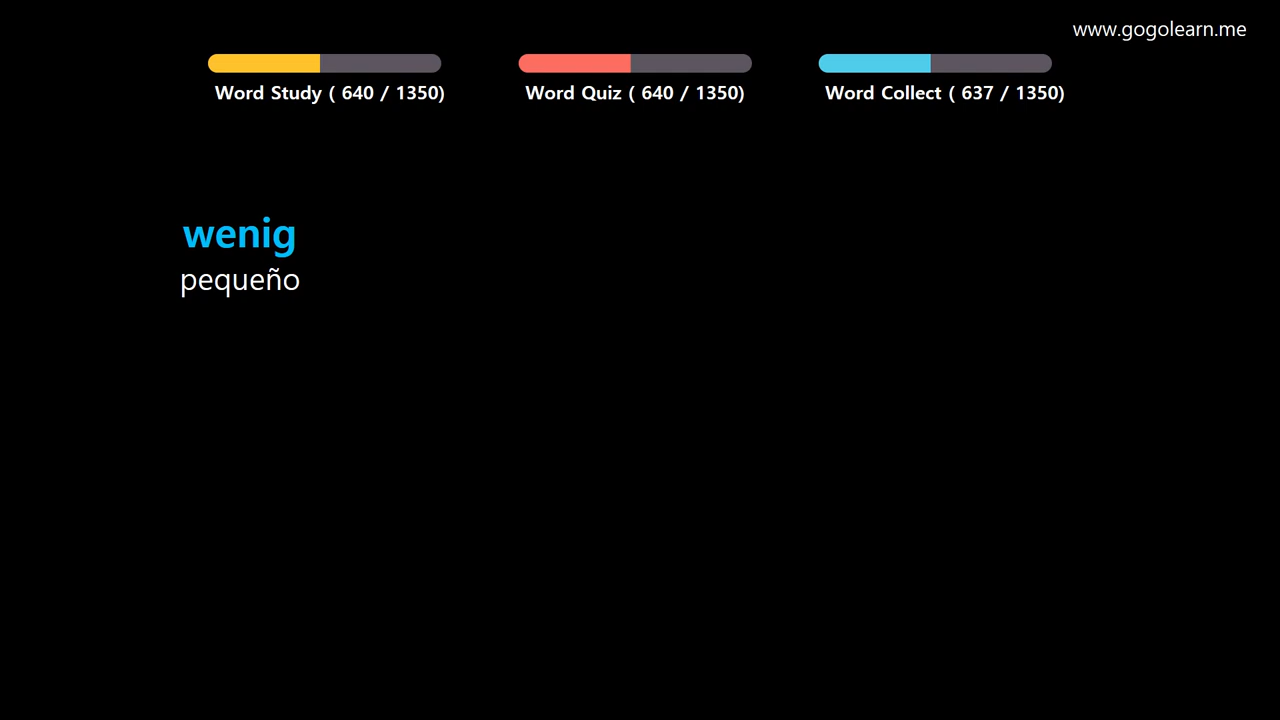 www.gogolearn.me
Word Study ( 640 / 1350)
Word Quiz ( 640 / 1350)
Word Collect ( 637 / 1350)
wenig
pequeño